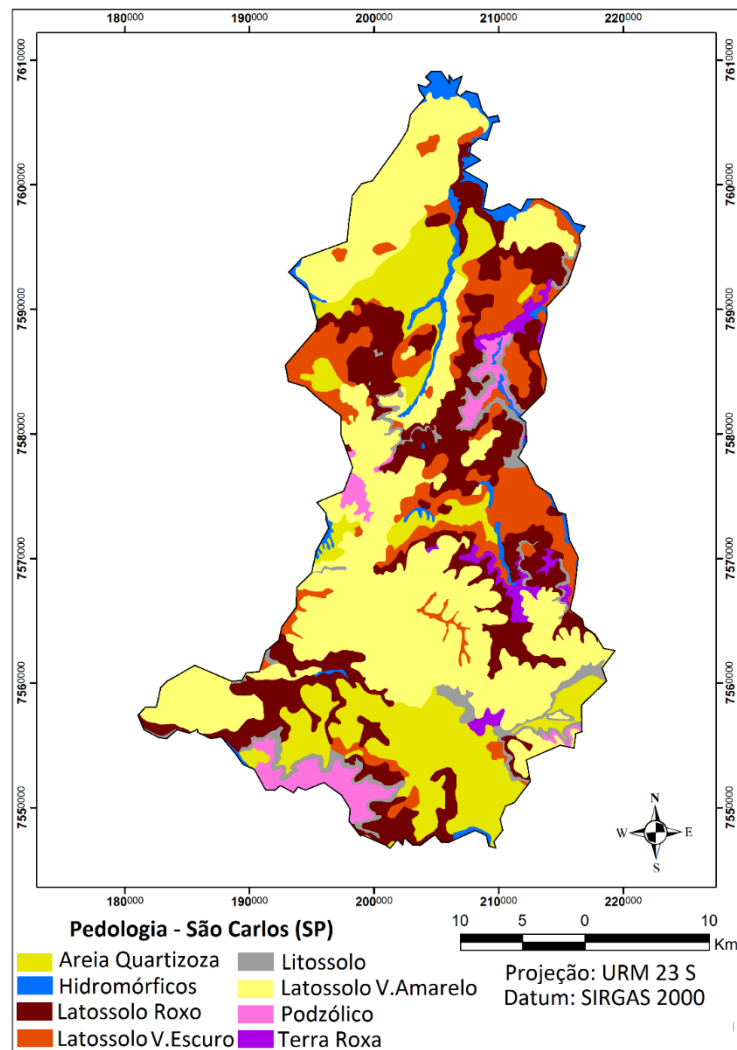 180000 190000 200000 210000 220000
7610000 7610000
7600000 7600000
7590000 7590000
7580000 7580000
7570000 7570000
7560000 7560000
7550000 7550000
N
W E
S
180000 190000 200000 210000 220000
Pedologia - São Carlos (SP)
10 5 0 10
Km
Areia Quartizoza
Litossolo
Hidromórficos
Latossolo V.Amarelo
Latossolo Roxo
Podzólico
Latossolo V.Escuro
Terra Roxa
Projeção: URM 23 S
Datum: SIRGAS 2000